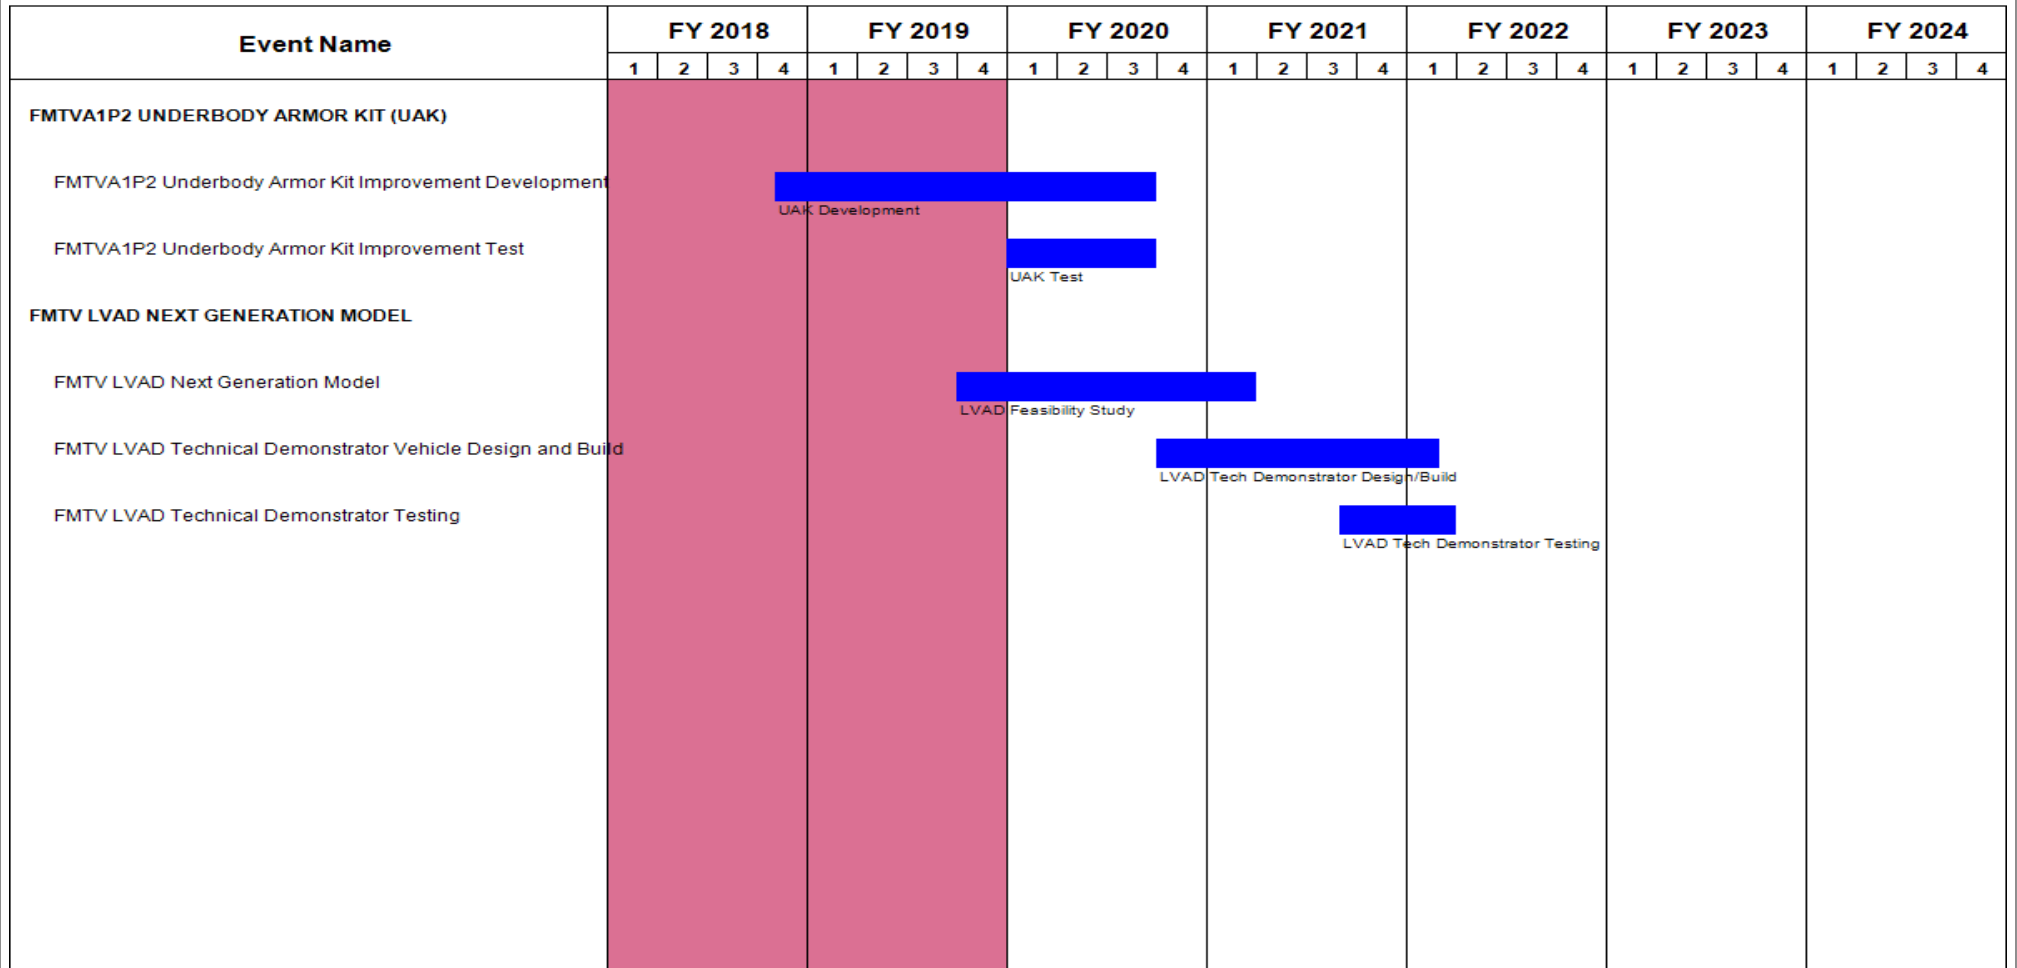 Event Name
FY 2018 FY 2019 FY 2020 FY 2021 FY 2022 FY 2023 FY 2024
1 2 3 4 1 2 3 4 1 2 3 4 1 2 3 4 1 2 3 4 1 2 3 4 1 2 3 4
FMTVA1P2 UNDERBODY ARMOR KIT (UAK)
FMTVA1P2 Underbody Armor Kit Improvement Development
UAK Development
FMTVA1P2 Underbody Armor Kit Improvement Test
UAK Test
FMTV LVAD NEXT GENERATION MODEL
FMTV LVAD Next Generation Model
LVAD Feasibility Study
FMTV LVAD Technical Demonstrator Vehicle Design and Build
LVAD Tech Demonstrator Design/Build
FMTV LVAD Technical Demonstrator Testing
LVAD Tech Demonstrator Testing